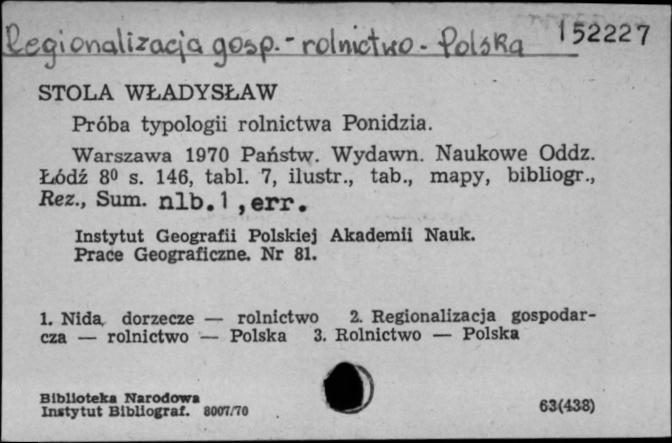 Regionalizacja gosp. - rolnictwo - Polska 152227
STOLA WŁADYSŁAW
Próba typologii rolnictwa Ponidzia.
Warszawa 1970 Państw. Wydawn. Naukowe Oddz.
Łódź 8⁰ s. 146, tabl. 7, ilustr., tab., mapy, bibliogr.,
Rez., Sum. nlb. 1, err.
Instytut Geografii Polskiej Akademii Nauk.
Prace Geograficzne. Nr 81.
1. Nida, dorzecze — rolnictwo 2. Regionalizacja gospodar-
cza — rolnictwo — Polska 3. Rolnictwo — Polska
Biblioteka Narodowa
Instytut Bibliograf. 8007/70 63(438)